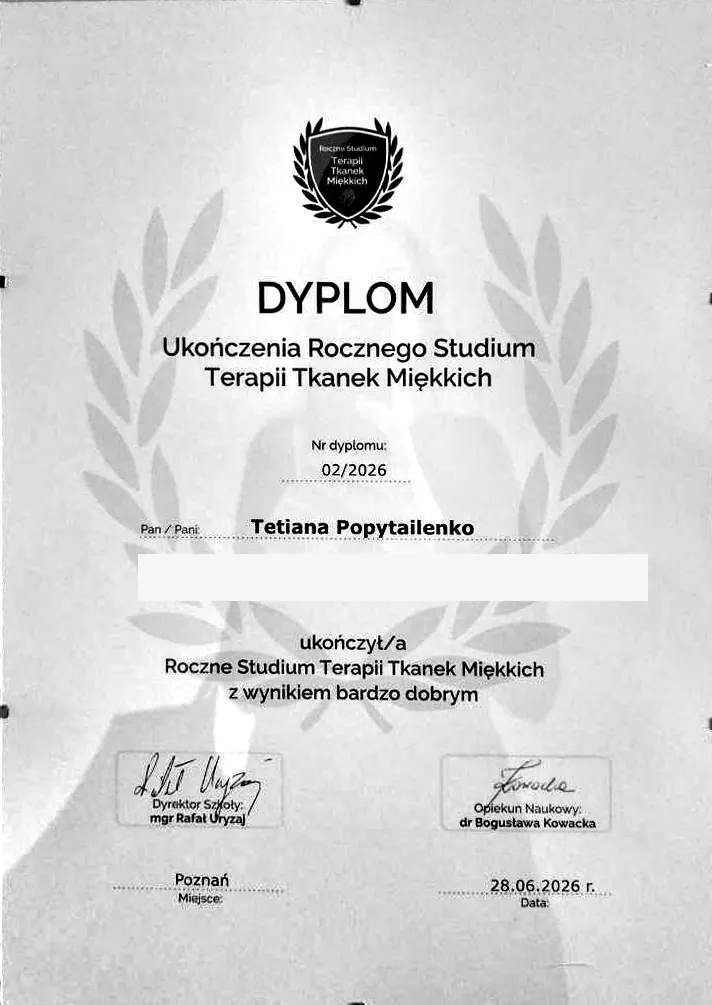 Roczne Studium
Terapii
Tkanek
Miękkich
DYPLOM
Ukończenia Rocznego Studium
Terapii Tkanek Miękkich
Nr dyplomu:
02/2026
Pan / Pani: Tetiana Popytailenko
ukończył/a
Roczne Studium Terapii Tkanek Miękkich
z wynikiem bardzo dobrym
Dyrektor Szkoły:
mgr Rafał Uryzaj
Opiekun Naukowy:
dr Bogusława Kowacka
Poznań
Miejsce:
28.06.2026 r.
Data: